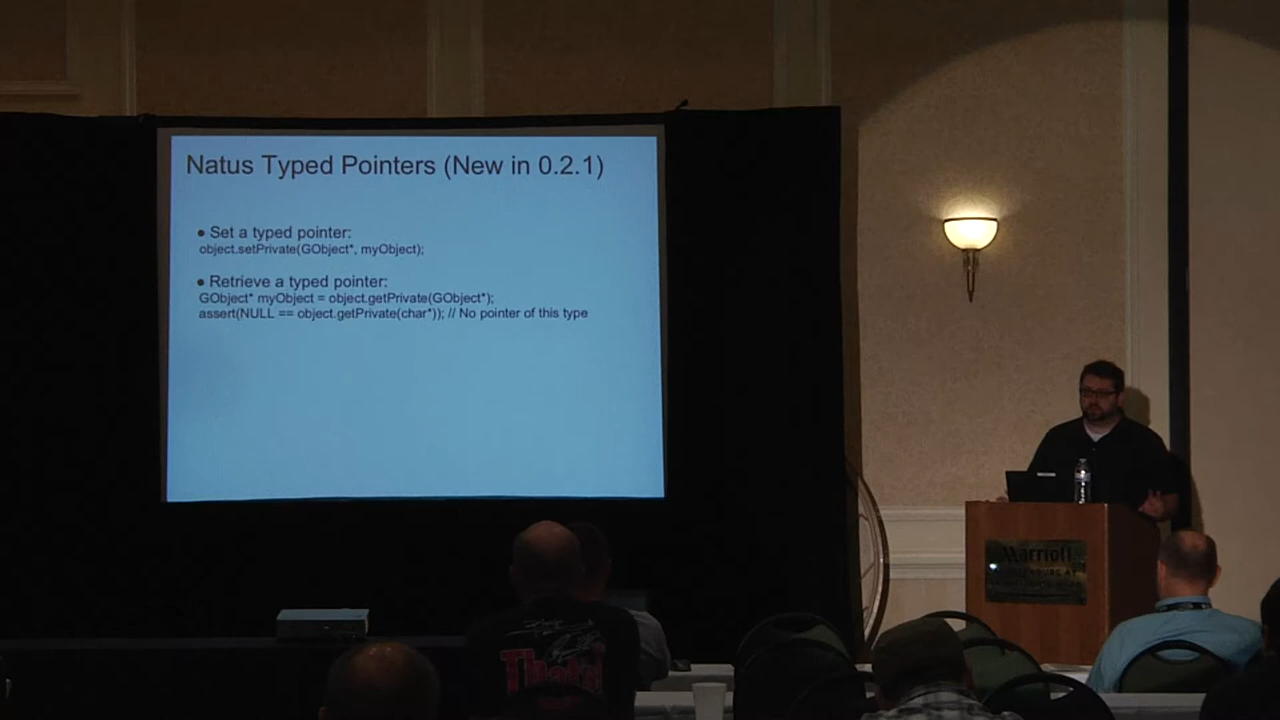 Natus Typed Pointers (New in 0.2.1)
● Set a typed pointer:
object.setPrivate(GObject*, myObject);
● Retrieve a typed pointer:
GObject* myObject = object.getPrivate(GObject*);
assert(NULL == object.getPrivate(char*)); // No pointer of this type
Marriott